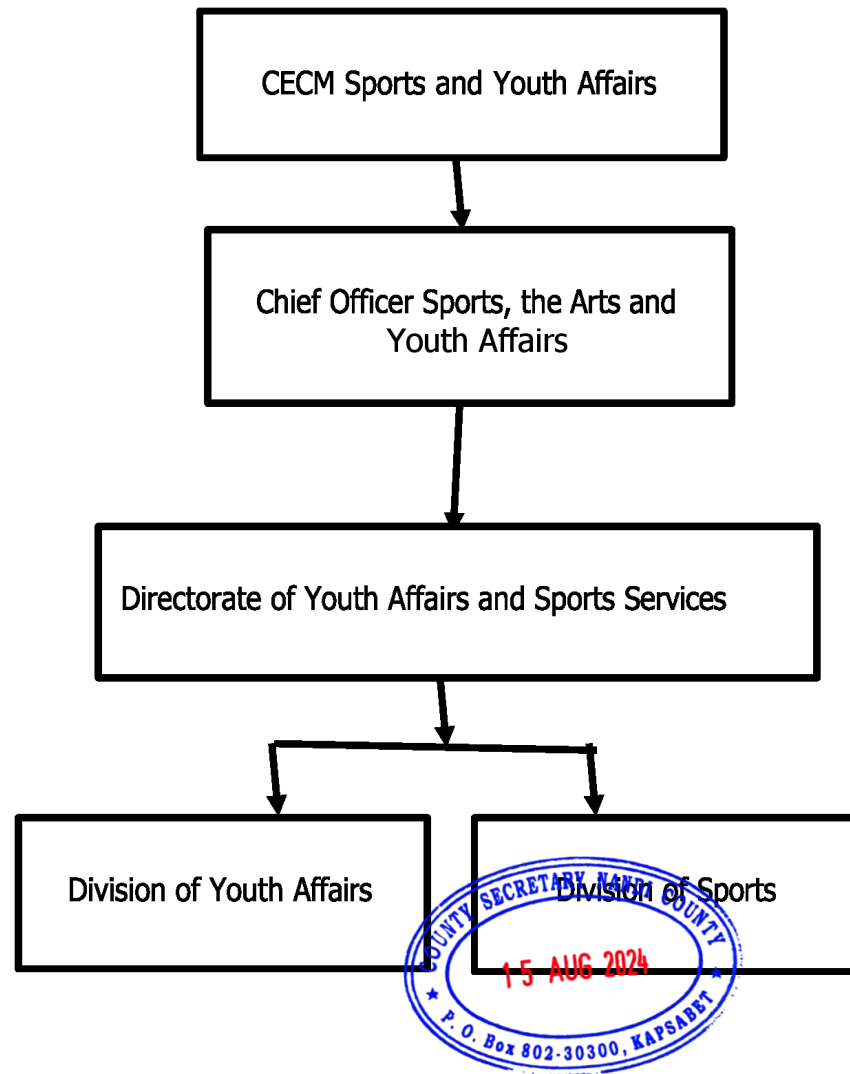 CECM Sports and Youth Affairs
Chief Officer Sports, the Arts and
Youth Affairs
Directorate of Youth Affairs and Sports Services
Division of Youth Affairs
Division of Sports
COUNTY SECRETARY NANDI COUNTY
15 AUG 2024
P. O. Box 802-30300, KAPSABET